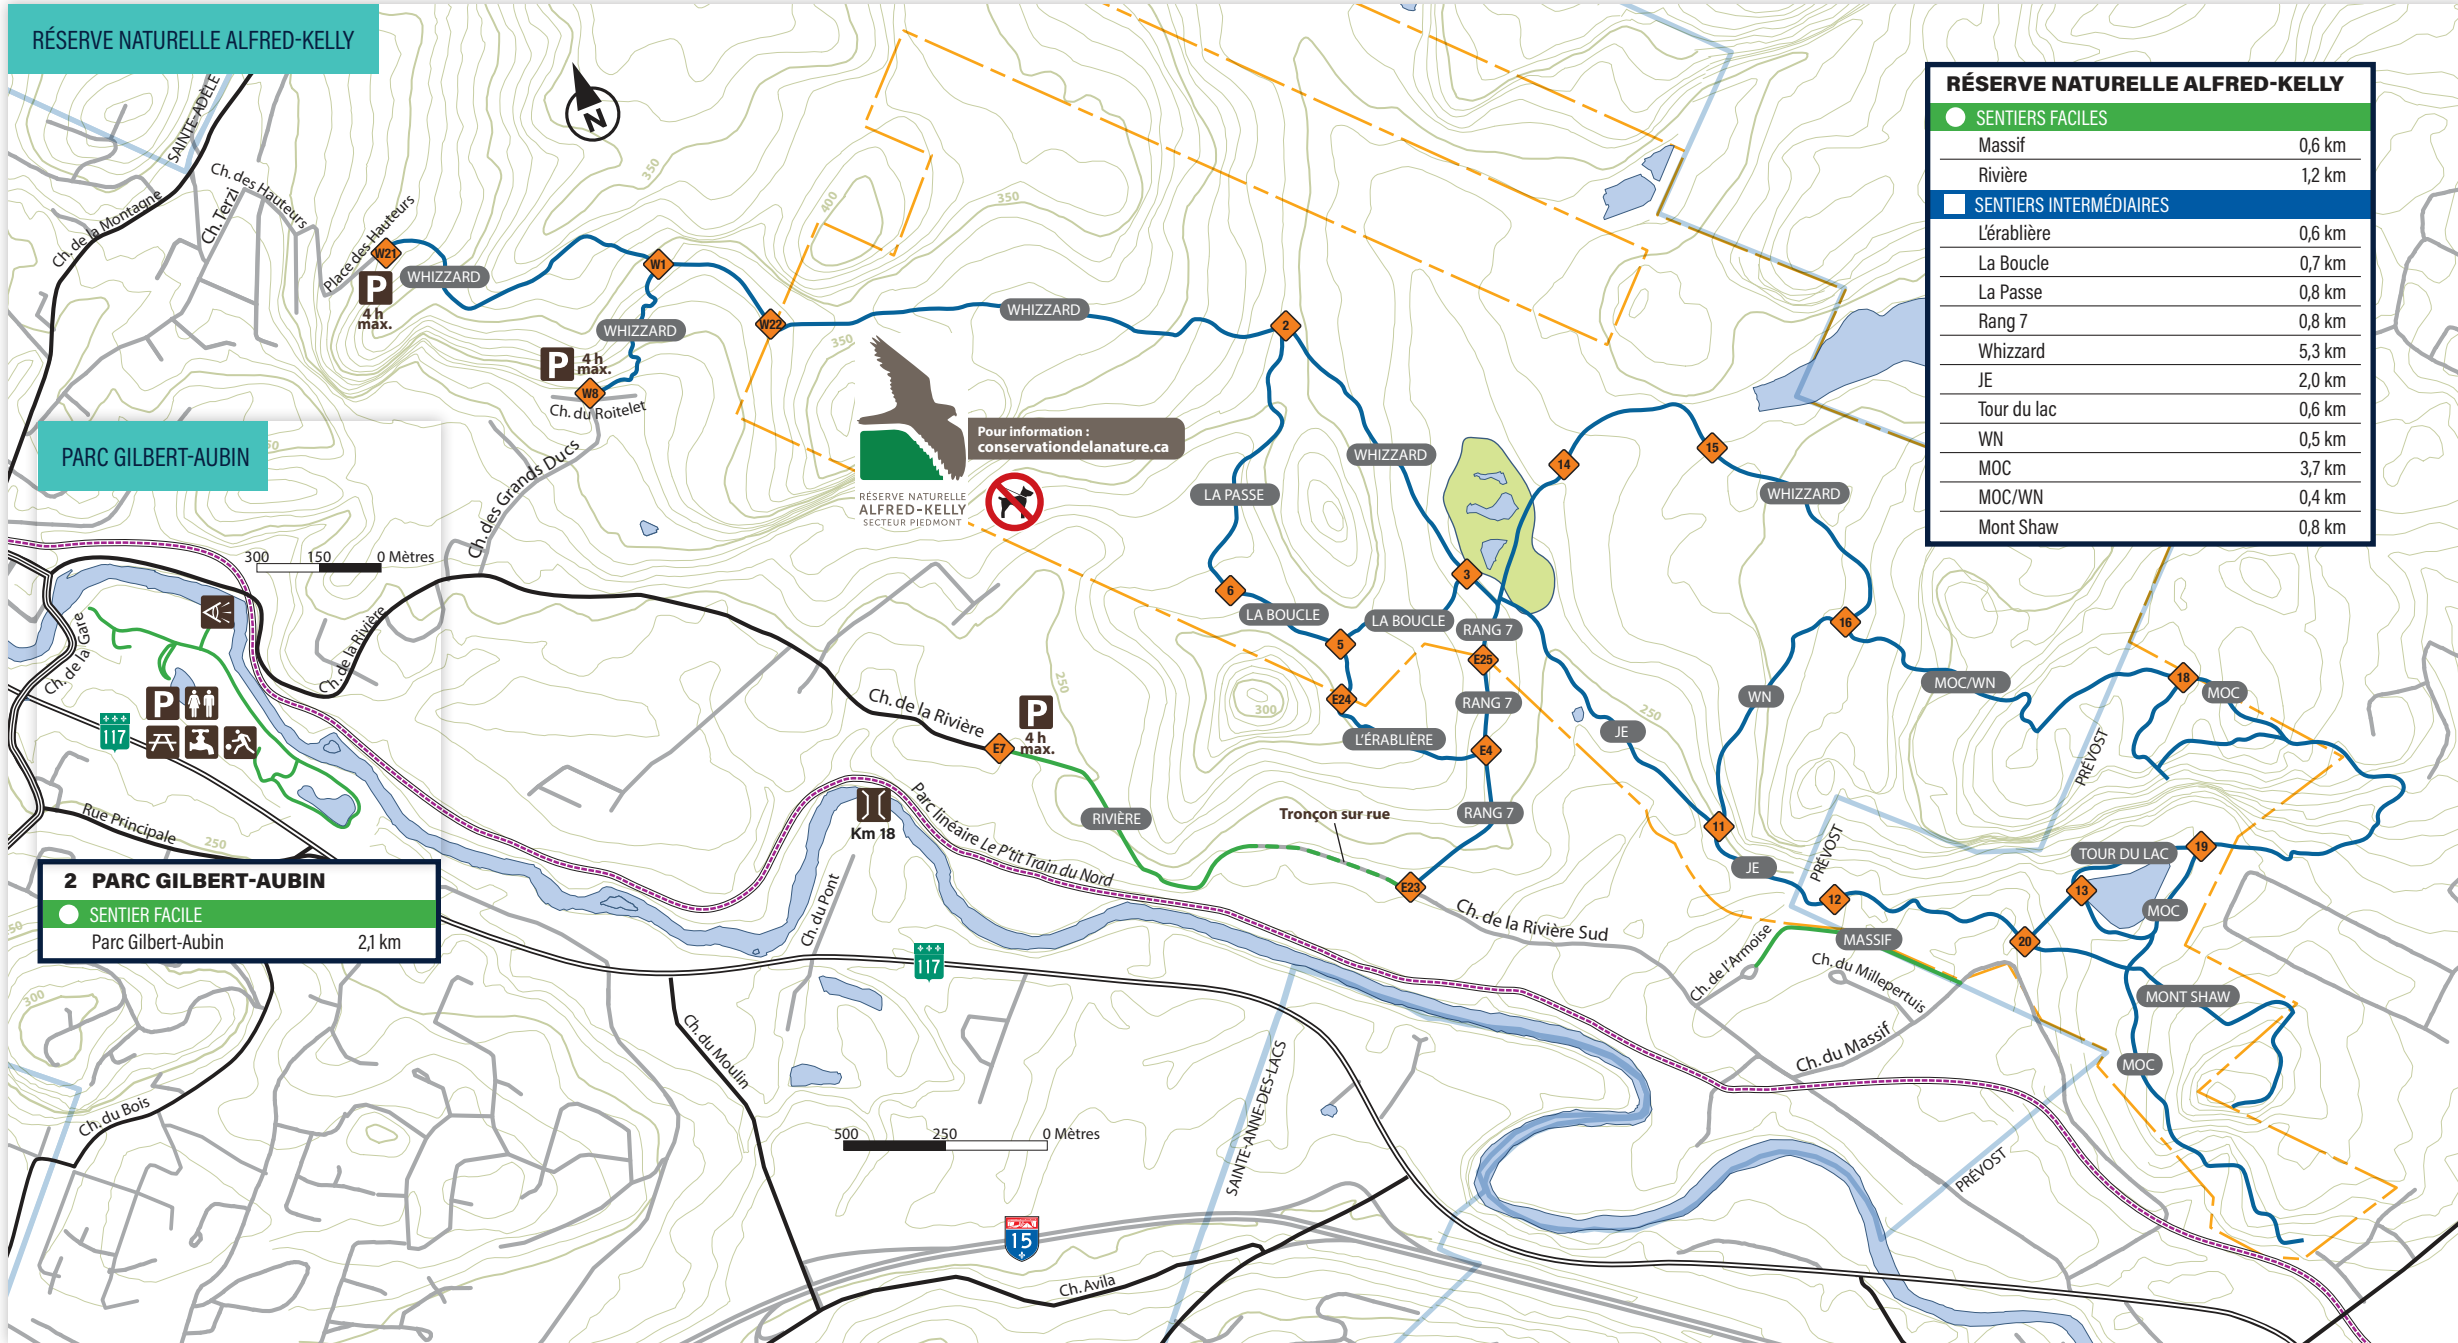 RÉSERVE NATURELLE ALFRED-KELLY
SAINTE-ADÈLE
Ch. de la Montagne
Ch. Terzi
Ch. des Hauteurs
Place des Hauteurs
W21
P
4 h
max.
WHIZZARD
W1
WHIZZARD
P
4 h
max.
W8
Ch. du Roitelet
Ch. des Grands Ducs
W22
N
350
400
350
350
WHIZZARD
2
Pour information :
conservationdelanature.ca
RÉSERVE NATURELLE
ALFRED-KELLY
SECTEUR PIEDMONT
LA PASSE
WHIZZARD
14
15
WHIZZARD
16
6
LA BOUCLE
LA BOUCLE
5
3
RANG 7
E25
E24
RANG 7
L'ÉRABLIÈRE
E4
RANG 7
300
250
250
JE
WN
MOC/WN
18
MOC
PRÉVOST
11
JE
PRÉVOST
12
TOUR DU LAC
19
13
MOC
20
MASSIF
MONT SHAW
MOC
Ch. de l'Armoise
Ch. du Millepertuis
Ch. du Massif
PRÉVOST
Ch. de la Rivière
E7
P
4 h
max.
RIVIÈRE
Tronçon sur rue
E23
Ch. de la Rivière Sud
Parc linéaire Le P'tit Train du Nord
Km 18
Ch. du Pont
117
Ch. du Moulin
500 250 0 Mètres
SAINTE-ANNE-DES-LACS
15
Ch. Avila
RÉSERVE NATURELLE ALFRED-KELLY
SENTIERS FACILES
Massif 0,6 km
Rivière 1,2 km
SENTIERS INTERMÉDIAIRES
L'érablière 0,6 km
La Boucle 0,7 km
La Passe 0,8 km
Rang 7 0,8 km
Whizzard 5,3 km
JE 2,0 km
Tour du lac 0,6 km
WN 0,5 km
MOC 3,7 km
MOC/WN 0,4 km
Mont Shaw 0,8 km
PARC GILBERT-AUBIN
300 150 0 Mètres
Ch. de la Gare
Ch. de la Rivière
P
117
Rue Principale
250
2 PARC GILBERT-AUBIN
SENTIER FACILE
Parc Gilbert-Aubin 2,1 km
300
Ch. du Bois